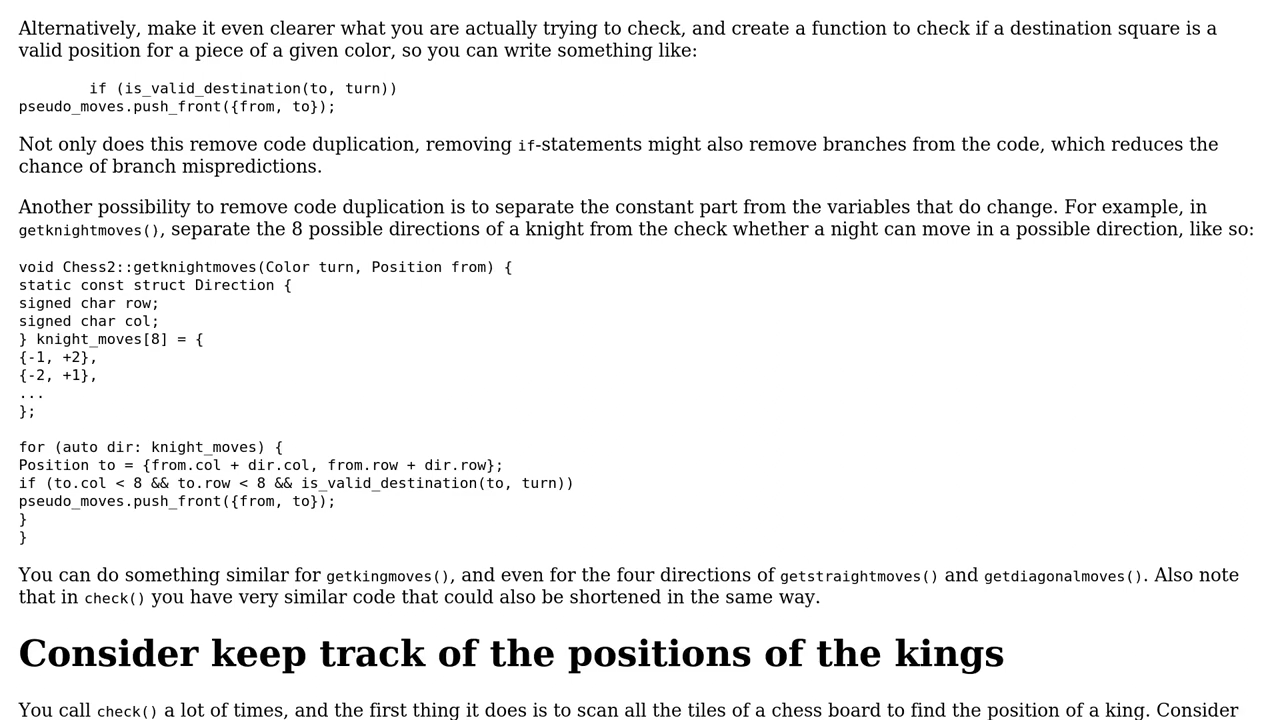 Alternatively, make it even clearer what you are actually trying to check, and create a function to check if a destination square is a
valid position for a piece of a given color, so you can write something like:
        if (is_valid_destination(to, turn))
pseudo_moves.push_front({from, to});
Not only does this remove code duplication, removing if-statements might also remove branches from the code, which reduces the
chance of branch mispredictions.
Another possibility to remove code duplication is to separate the constant part from the variables that do change. For example, in
getknightmoves(), separate the 8 possible directions of a knight from the check whether a night can move in a possible direction, like so:
void Chess2::getknightmoves(Color turn, Position from) {
static const struct Direction {
signed char row;
signed char col;
} knight_moves[8] = {
{-1, +2},
{-2, +1},
...
};
for (auto dir: knight_moves) {
Position to = {from.col + dir.col, from.row + dir.row};
if (to.col < 8 && to.row < 8 && is_valid_destination(to, turn))
pseudo_moves.push_front({from, to});
}
}
You can do something similar for getkingmoves(), and even for the four directions of getstraightmoves() and getdiagonalmoves(). Also note
that in check() you have very similar code that could also be shortened in the same way.
Consider keep track of the positions of the kings
You call check() a lot of times, and the first thing it does is to scan all the tiles of a chess board to find the position of a king. Consider